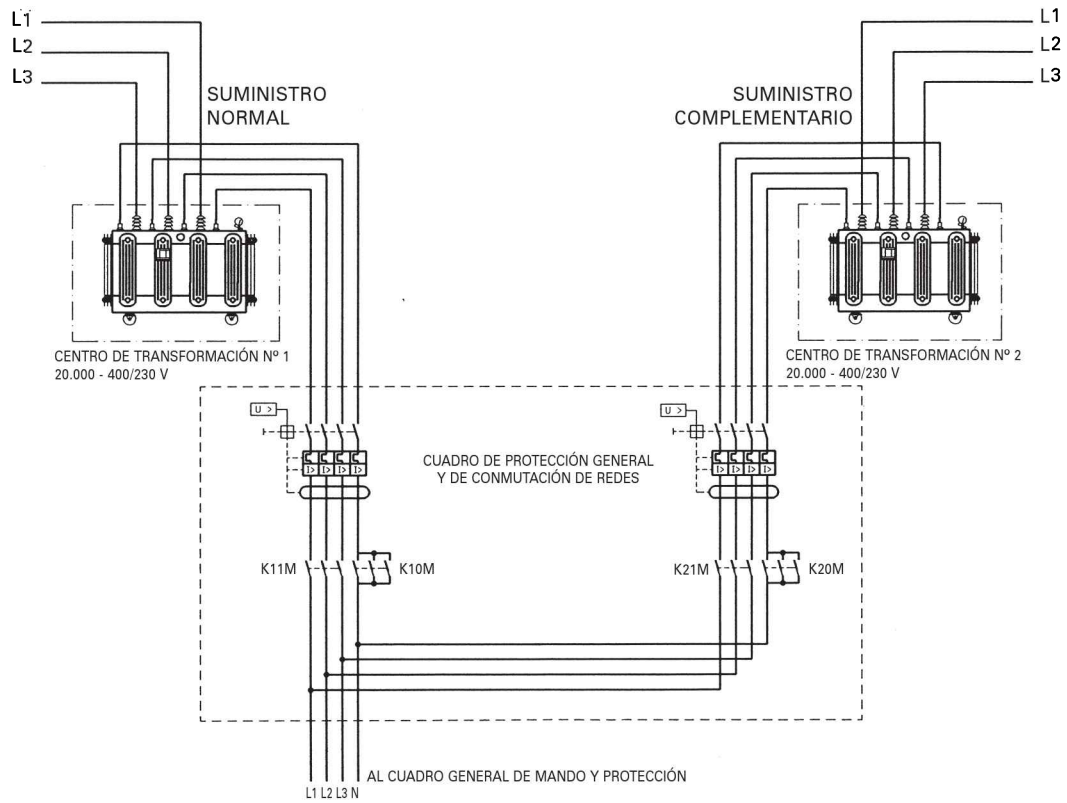 L1
L2
L3
SUMINISTRO
NORMAL
SUMINISTRO
COMPLEMENTARIO
L1
L2
L3
CENTRO DE TRANSFORMACIÓN Nº 1
20.000 - 400/230 V
CENTRO DE TRANSFORMACIÓN Nº 2
20.000 - 400/230 V
U >
U >
CUADRO DE PROTECCIÓN GENERAL
Y DE CONMUTACIÓN DE REDES
I> I> I> I>
I> I> I> I>
K11M
K10M
K21M
K20M
AL CUADRO GENERAL DE MANDO Y PROTECCIÓN
L1 L2 L3 N